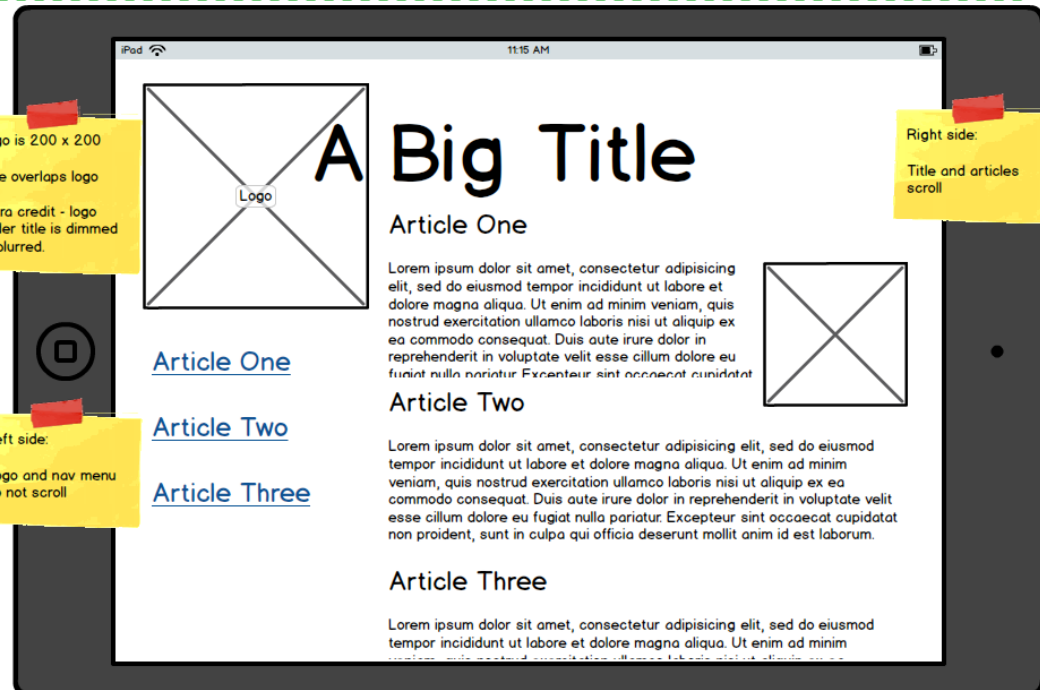 iPad
11:15 AM
go is 200 x 200
e overlaps logo
ra credit - logo
der title is dimmed
blurred.
Logo
A Big Title
Right side:
Title and articles
scroll
Article One
Lorem ipsum dolor sit amet, consectetur adipisicing
elit, sed do eiusmod tempor incididunt ut labore et
dolore magna aliqua. Ut enim ad minim veniam, quis
nostrud exercitation ullamco laboris nisi ut aliquip ex
ea commodo consequat. Duis aute irure dolor in
reprehenderit in voluptate velit esse cillum dolore eu
fugiat nulla pariatur. Excepteur sint occaecat cupidatat
Article One
Article Two
Article Three
eft side:
ogo and nav menu
not scroll
Article Two
Lorem ipsum dolor sit amet, consectetur adipisicing elit, sed do eiusmod
tempor incididunt ut labore et dolore magna aliqua. Ut enim ad minim
veniam, quis nostrud exercitation ullamco laboris nisi ut aliquip ex ea
commodo consequat. Duis aute irure dolor in reprehenderit in voluptate velit
esse cillum dolore eu fugiat nulla pariatur. Excepteur sint occaecat cupidatat
non proident, sunt in culpa qui officia deserunt mollit anim id est laborum.
Article Three
Lorem ipsum dolor sit amet, consectetur adipisicing elit, sed do eiusmod
tempor incididunt ut labore et dolore magna aliqua. Ut enim ad minim